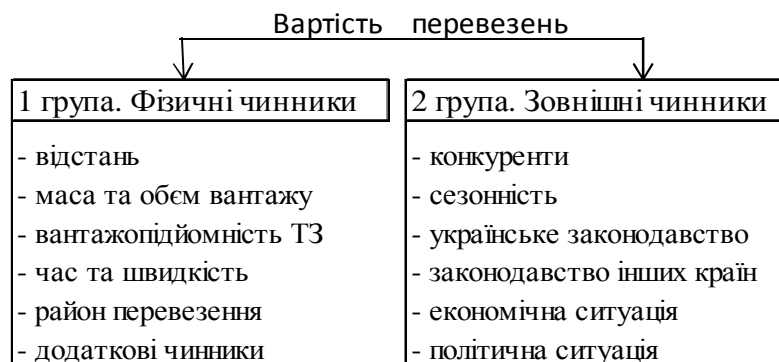 Вартість перевезень
1 група. Фізичні чинники
- відстань
- маса та обєм вантажу
- вантажопідйомність ТЗ
- час та швидкість
- район перевезення
- додаткові чинники
2 група. Зовнішні чинники
- конкуренти
- сезонність
- українське законодавство
- законодавство інших країн
- економічна ситуація
- політична ситуація